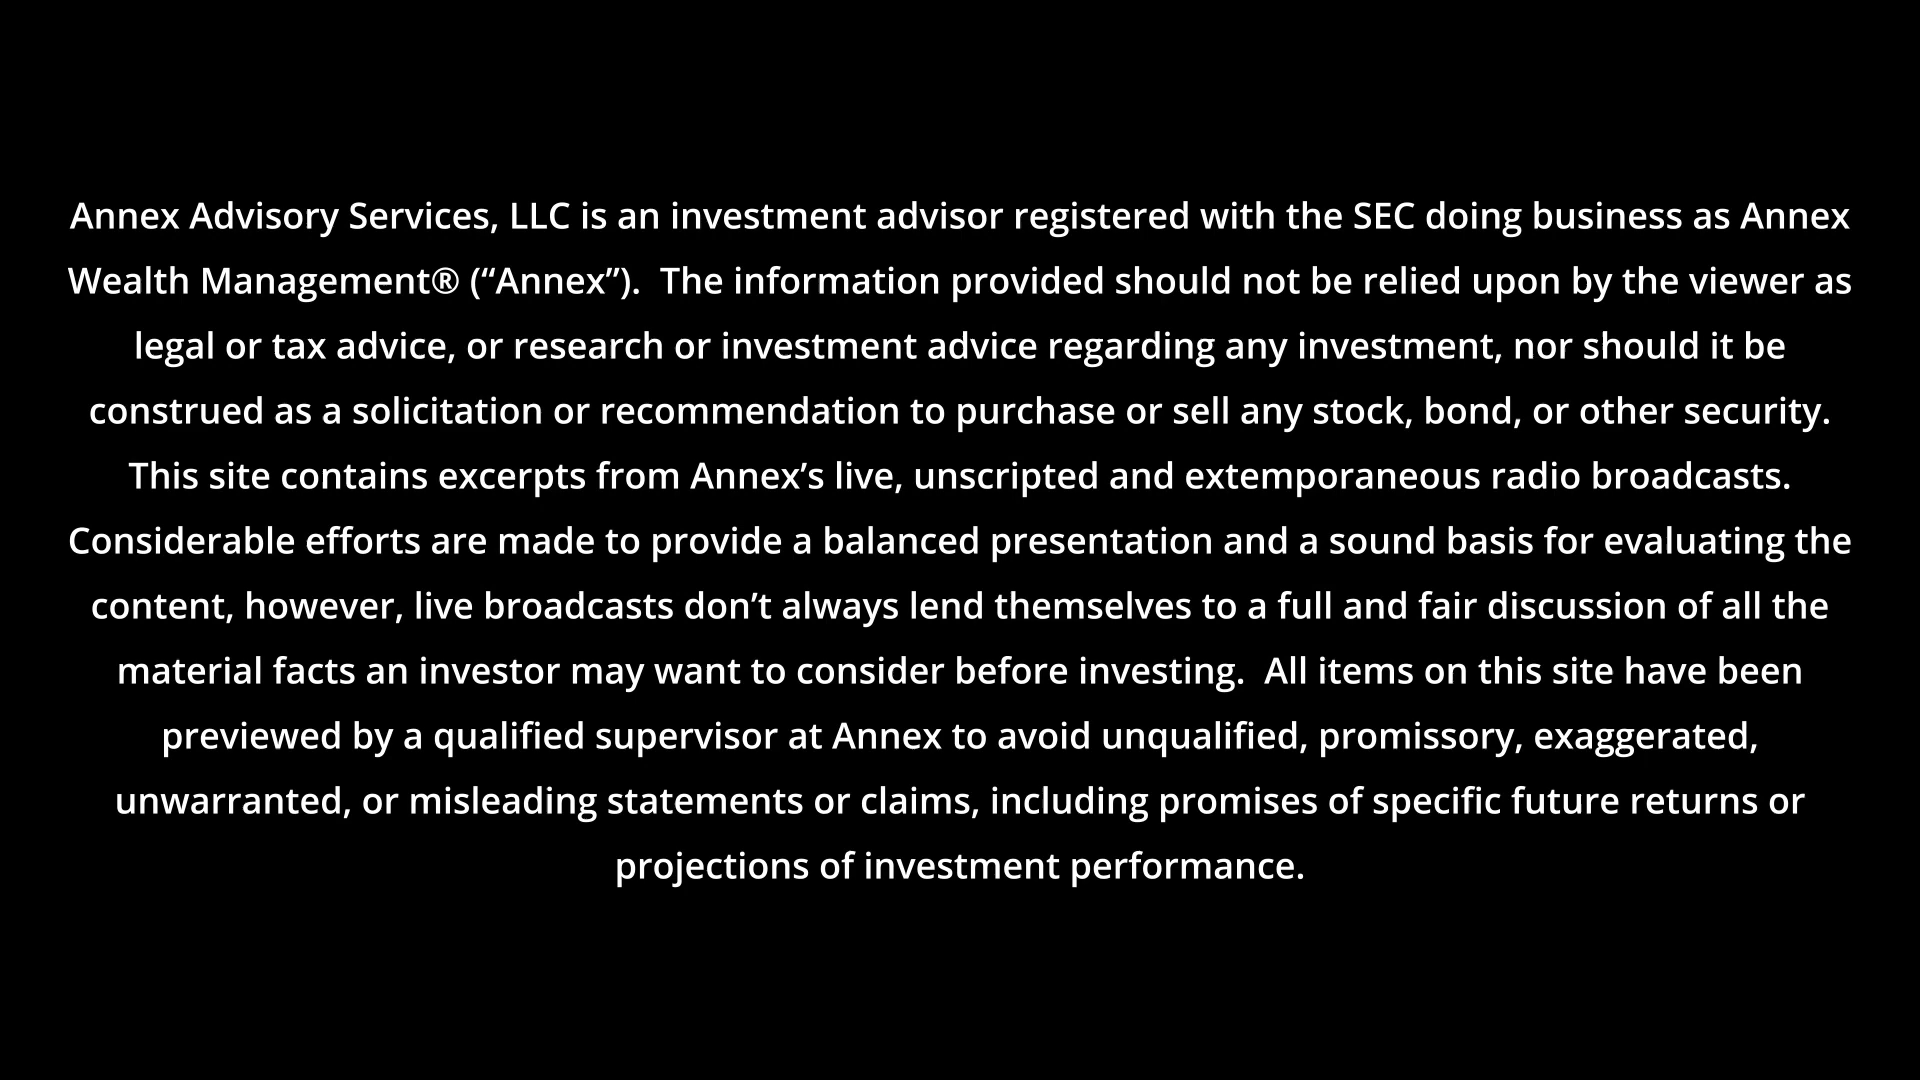 Annex Advisory Services, LLC is an investment advisor registered with the SEC doing business as Annex
Wealth Management® (“Annex”).  The information provided should not be relied upon by the viewer as
legal or tax advice, or research or investment advice regarding any investment, nor should it be
construed as a solicitation or recommendation to purchase or sell any stock, bond, or other security.
This site contains excerpts from Annex’s live, unscripted and extemporaneous radio broadcasts.
Considerable efforts are made to provide a balanced presentation and a sound basis for evaluating the
content, however, live broadcasts don’t always lend themselves to a full and fair discussion of all the
material facts an investor may want to consider before investing.  All items on this site have been
previewed by a qualified supervisor at Annex to avoid unqualified, promissory, exaggerated,
unwarranted, or misleading statements or claims, including promises of specific future returns or
projections of investment performance.